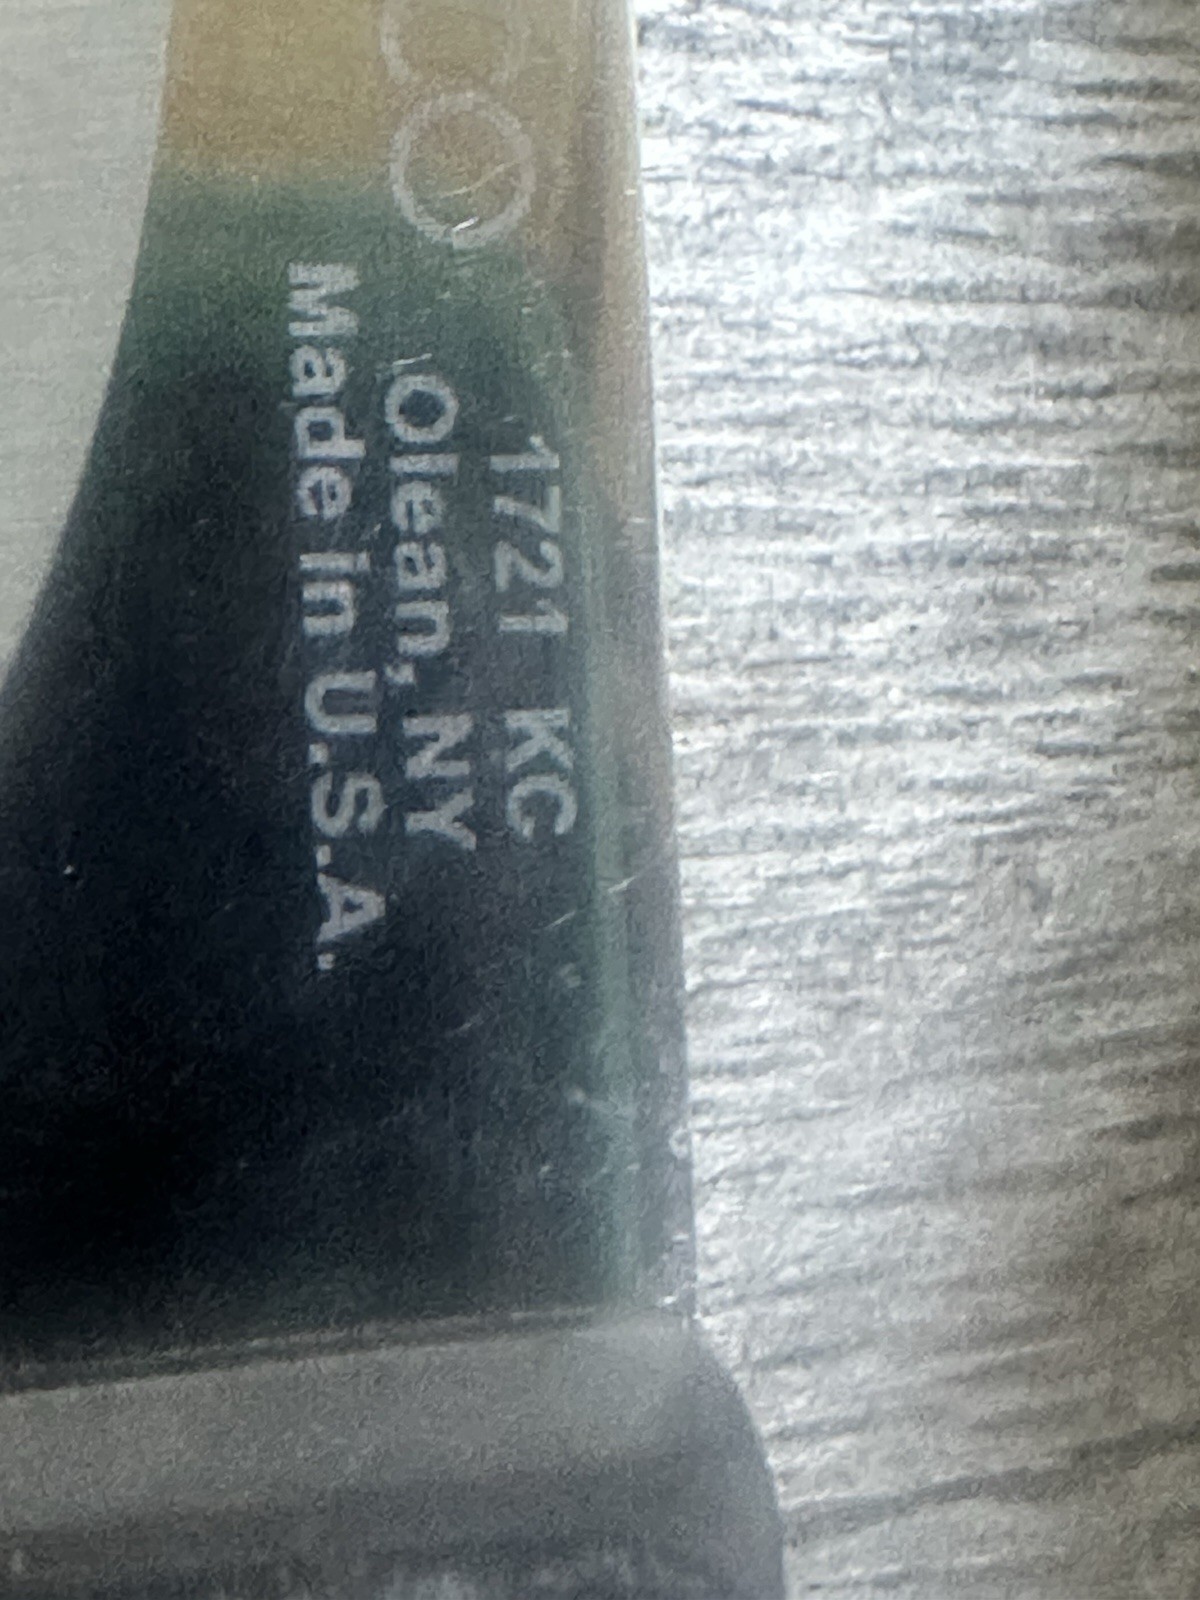 1721 KC
Olean, NY
Made in U.S.A.